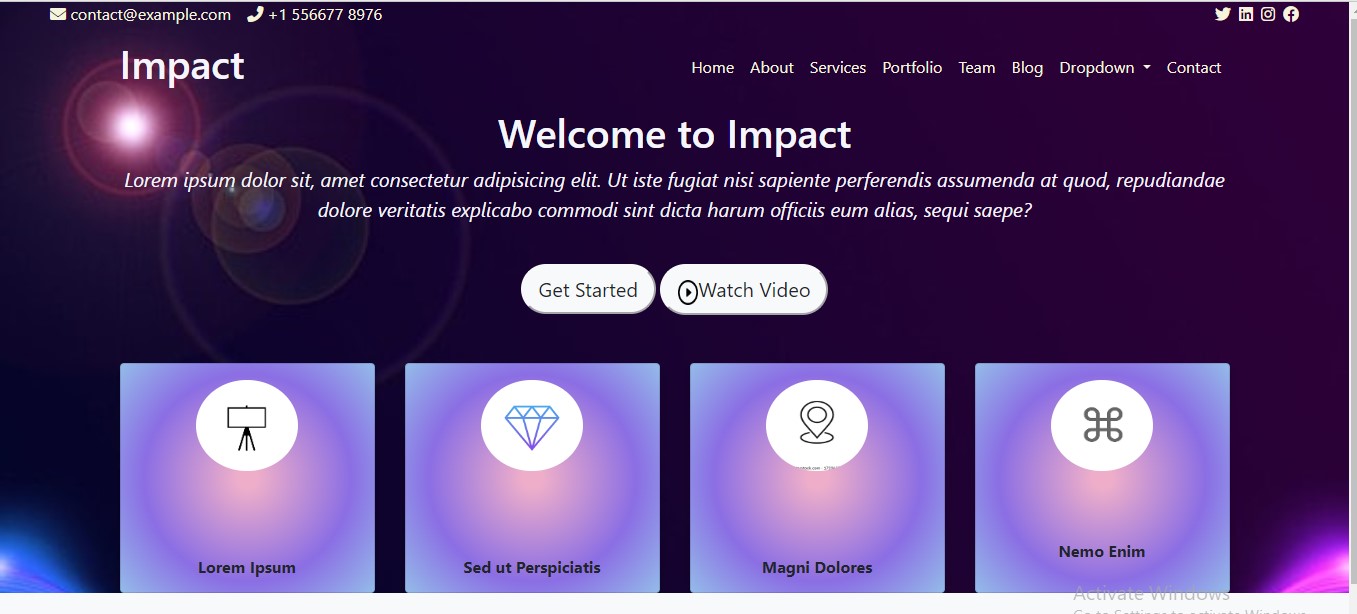 contact@example.com +1 556677 8976
Impact
Home About Services Portfolio Team Blog Dropdown Contact
Welcome to Impact
Lorem ipsum dolor sit, amet consectetur adipisicing elit. Ut iste fugiat nisi sapiente perferendis assumenda at quod, repudiandae
dolore veritatis explicabo commodi sint dicta harum officiis eum alias, sequi saepe?
Get Started Watch Video
Lorem Ipsum Sed ut Perspiciatis Magni Dolores Nemo Enim
Activate Windows
Go to Settings to activate Windows.